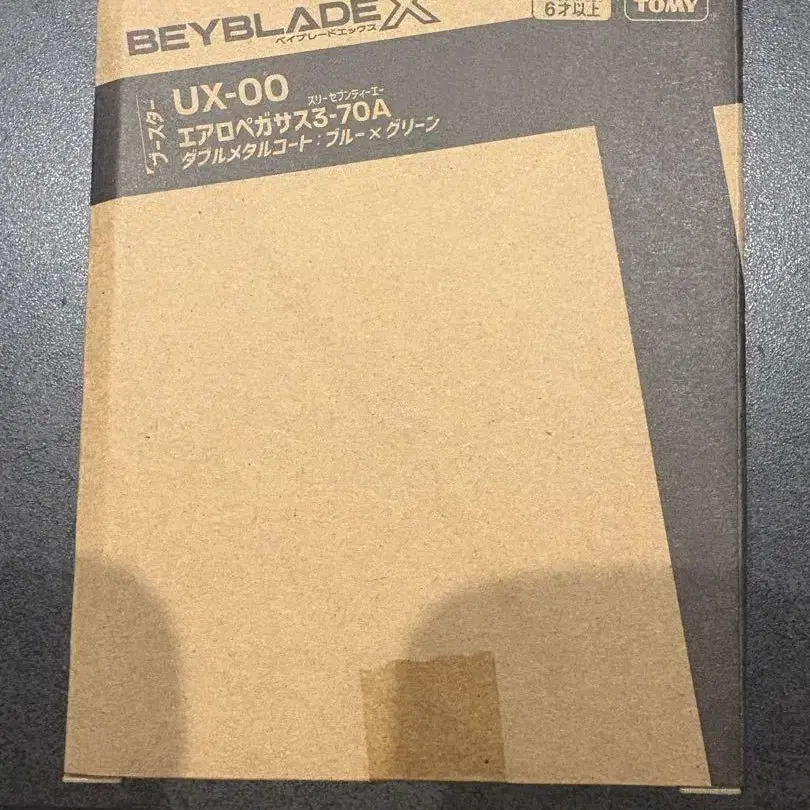 BEYBLADE X
ベイブレードエックス
6才以上
TOMY
ブースター
UX-00
スリーセブンティーエー
エアロペガサス3-70A
ダブルメタルコート:ブルー×グリーン